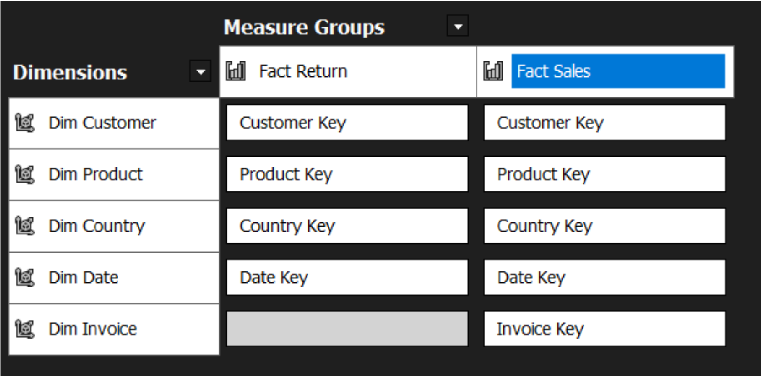 Measure Groups
Dimensions Fact Return Fact Sales
Dim Customer Customer Key Customer Key
Dim Product Product Key Product Key
Dim Country Country Key Country Key
Dim Date Date Key Date Key
Dim Invoice Invoice Key